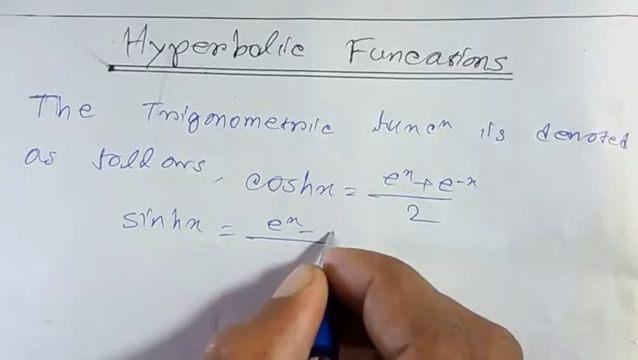 Hyperbolic Funcations
The Trigonometric funcⁿ is denoted
as follows, coshx = (eˣ + e⁻ˣ)/2
sinhx = eˣ -